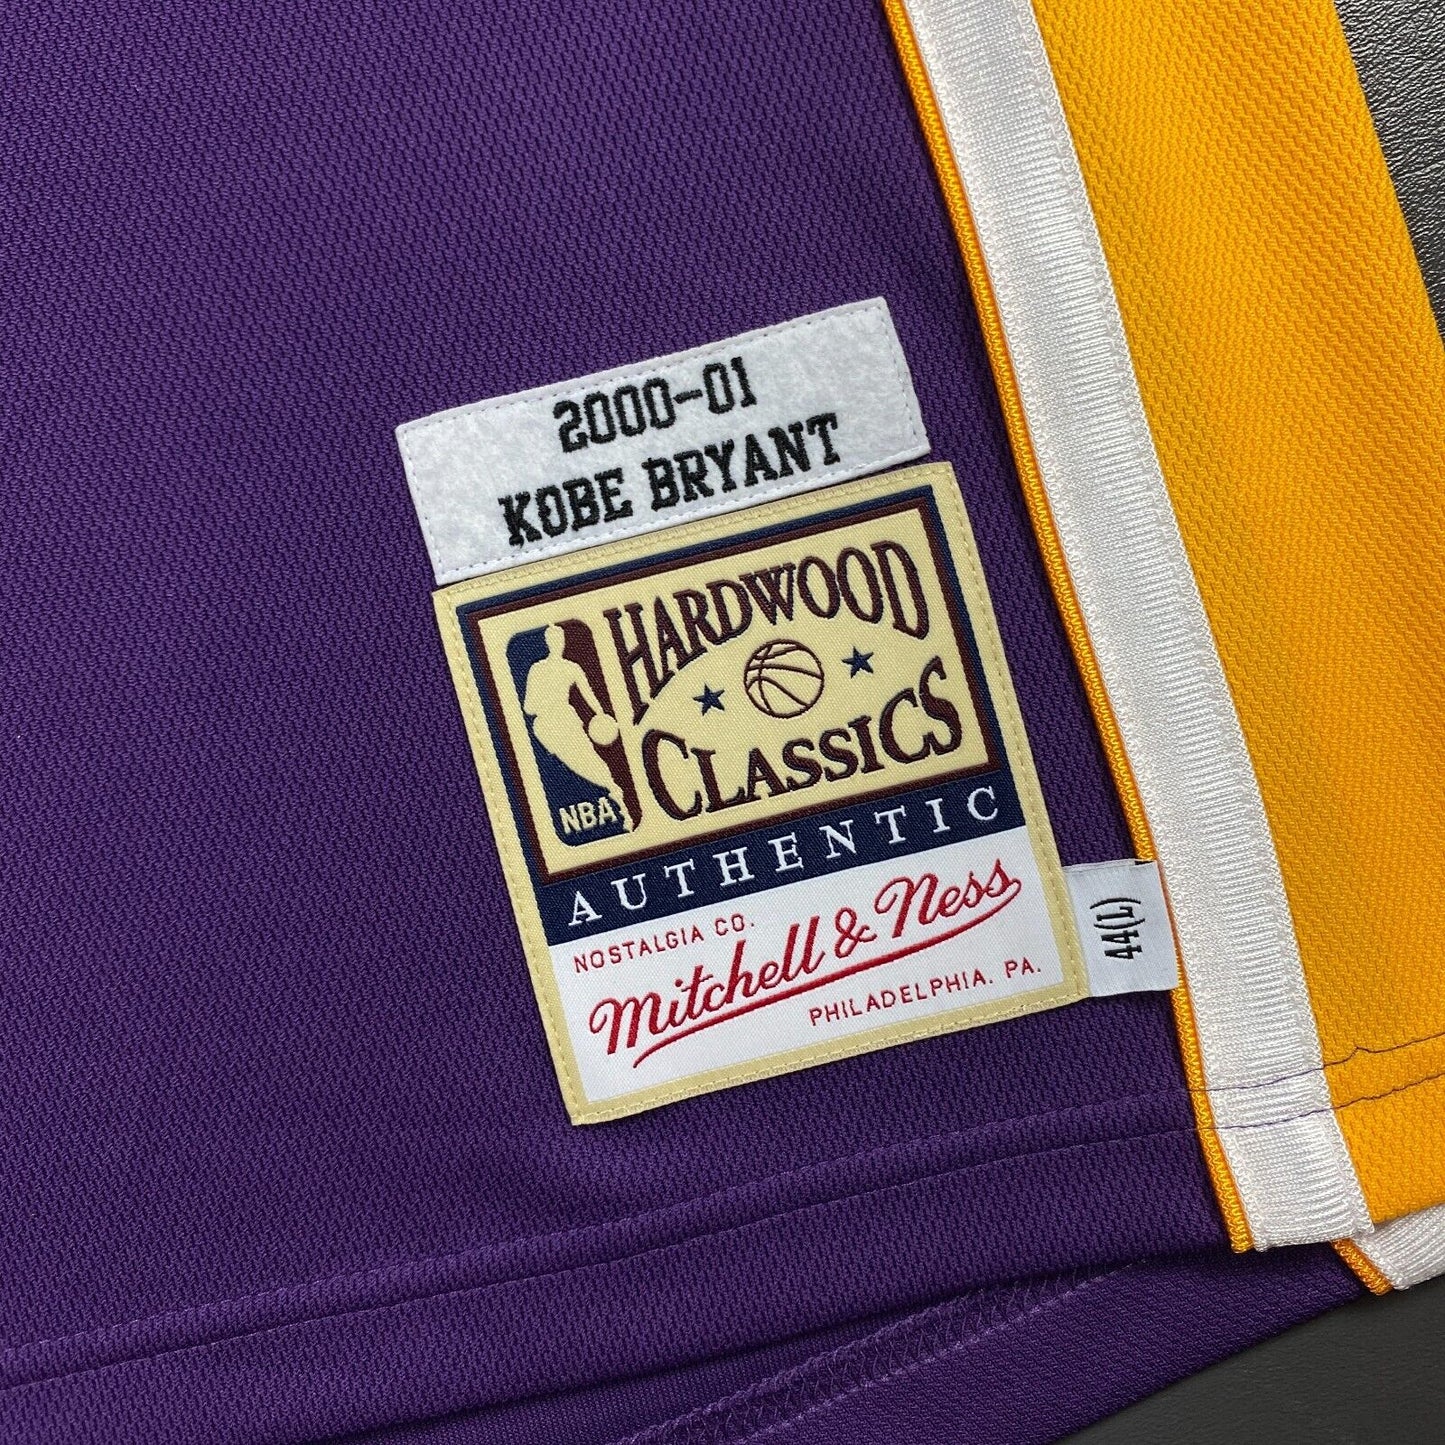 2000-01
KOBE BRYANT
HARDWOOD
CLASSICS
NBA
AUTHENTIC
NOSTALGIA CO.
Mitchell & Ness
PHILADELPHIA, PA.
44(L)